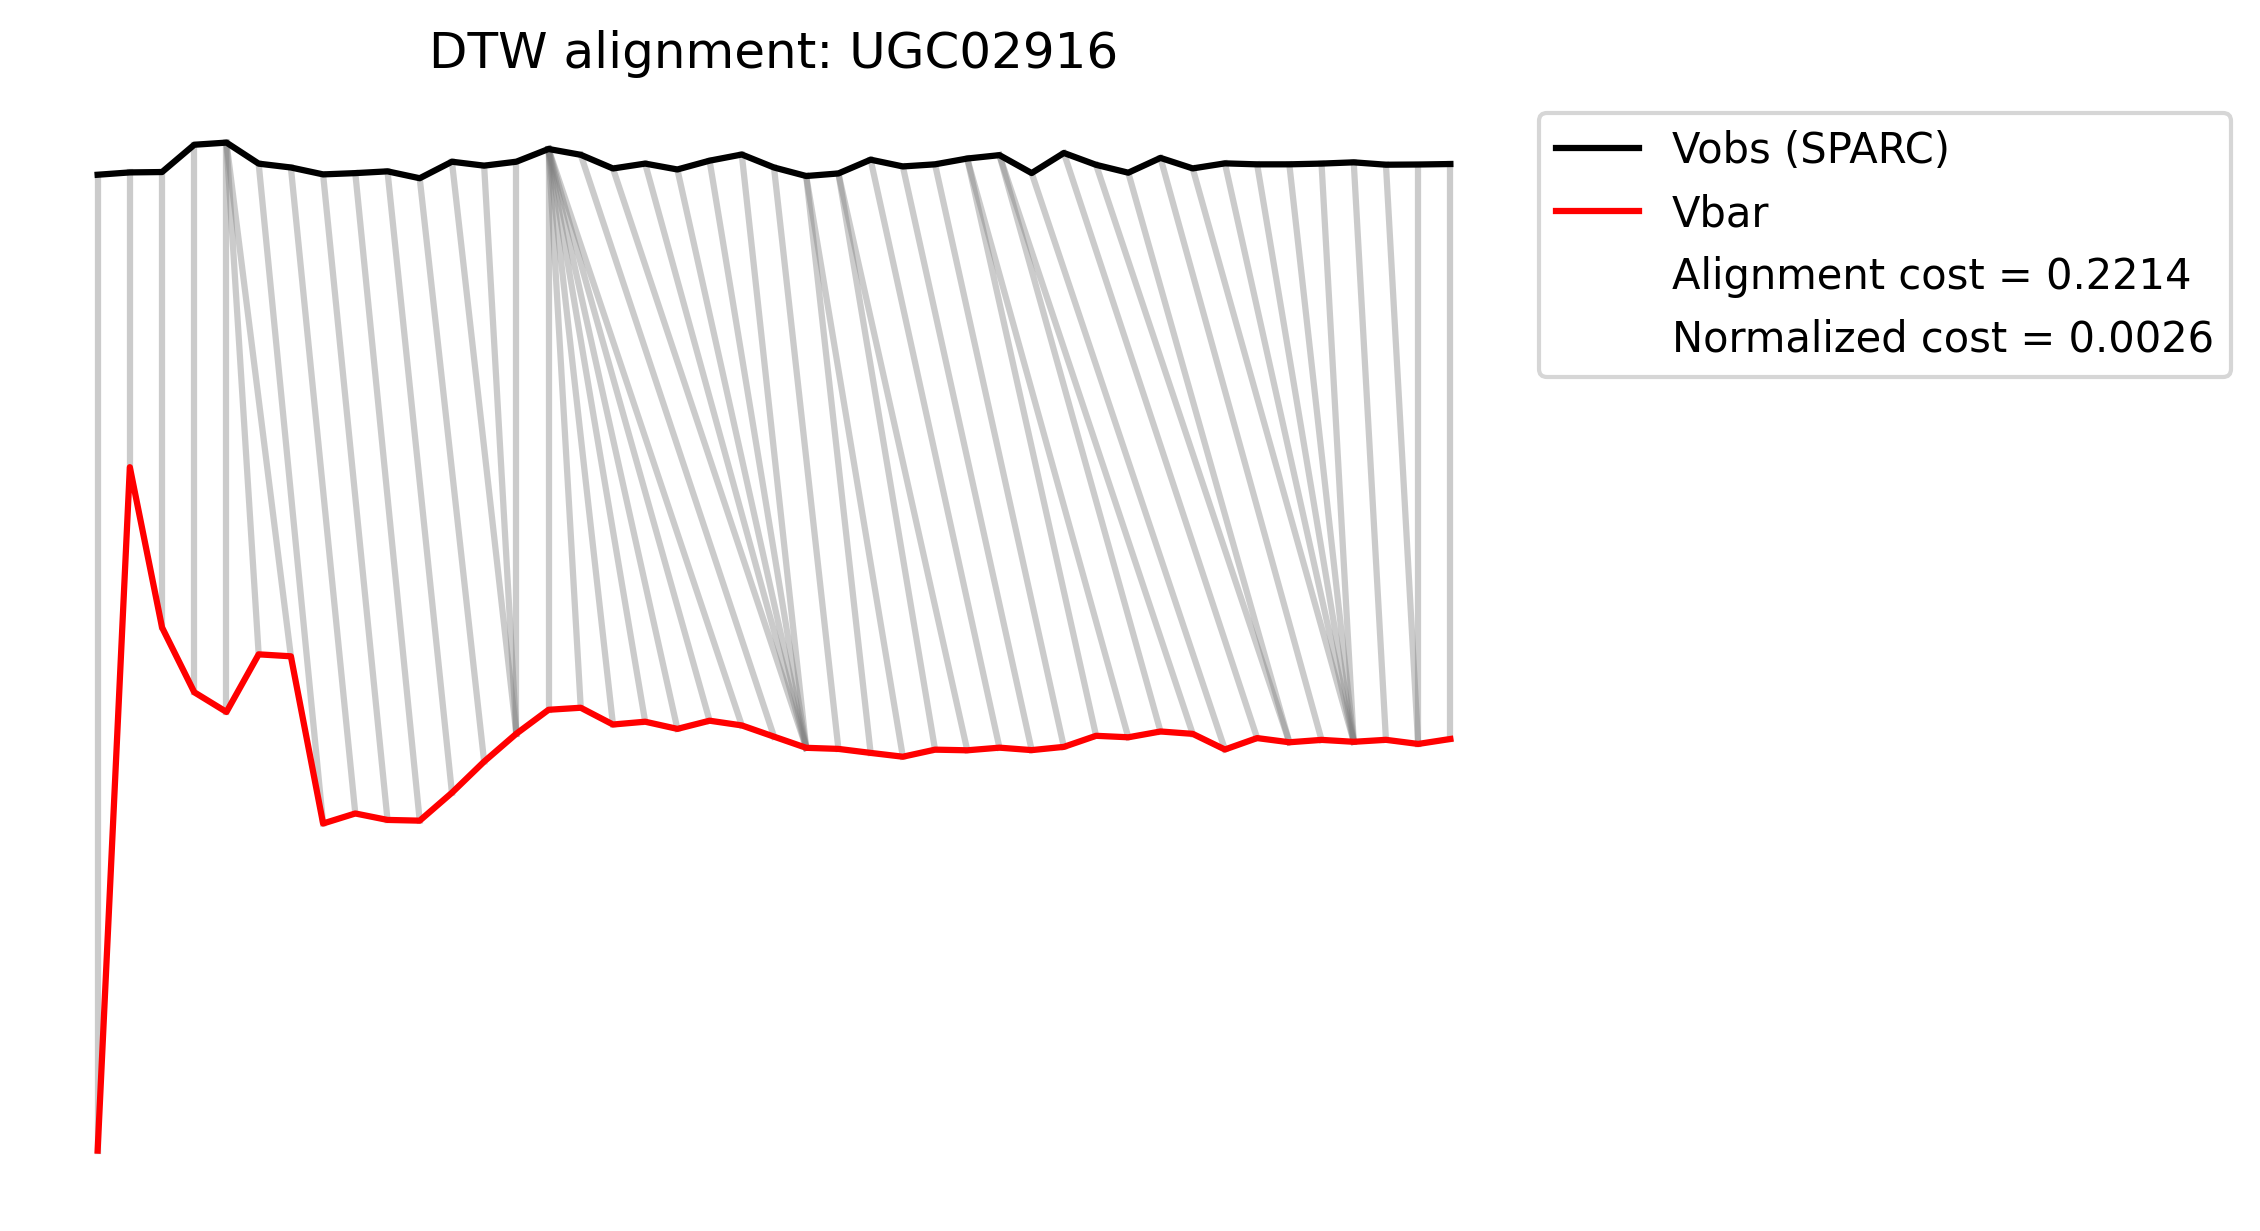 DTW alignment: UGC02916
Vobs (SPARC)
Vbar
Alignment cost = 0.2214
Normalized cost = 0.0026